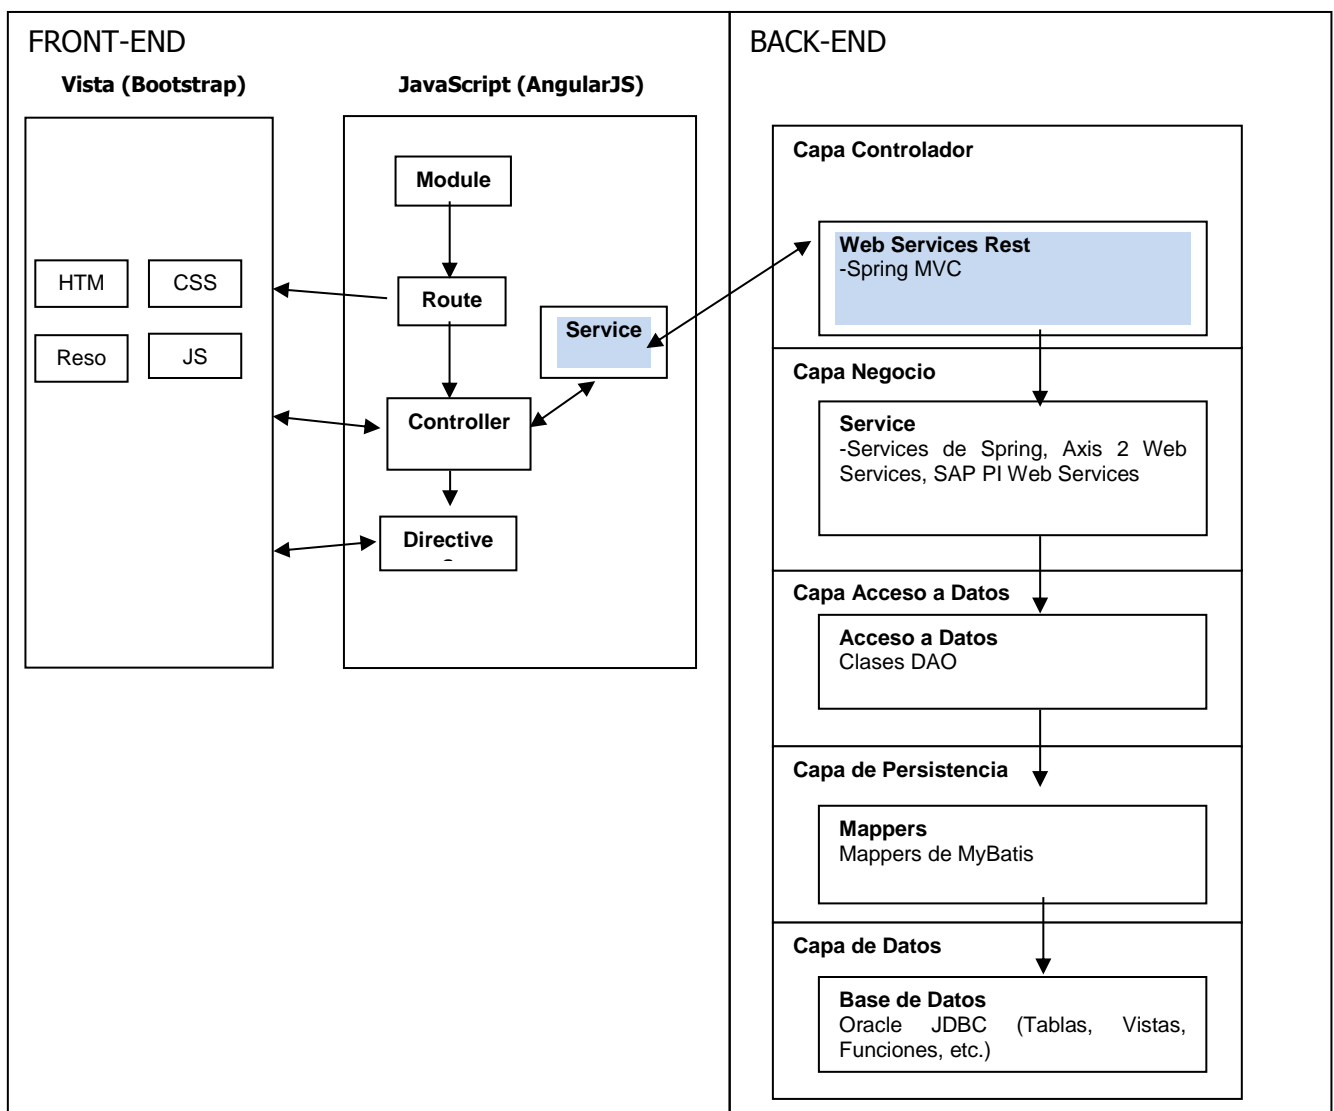 FRONT-END
Vista (Bootstrap)
JavaScript (AngularJS)
HTM
CSS
Reso
JS
Module
Route
Service
Controller
Directive
BACK-END
Capa Controlador
Web Services Rest
-Spring MVC
Capa Negocio
Service
-Services de Spring, Axis 2 Web
Services, SAP PI Web Services
Capa Acceso a Datos
Acceso a Datos
Clases DAO
Capa de Persistencia
Mappers
Mappers de MyBatis
Capa de Datos
Base de Datos
Oracle JDBC (Tablas, Vistas,
Funciones, etc.)